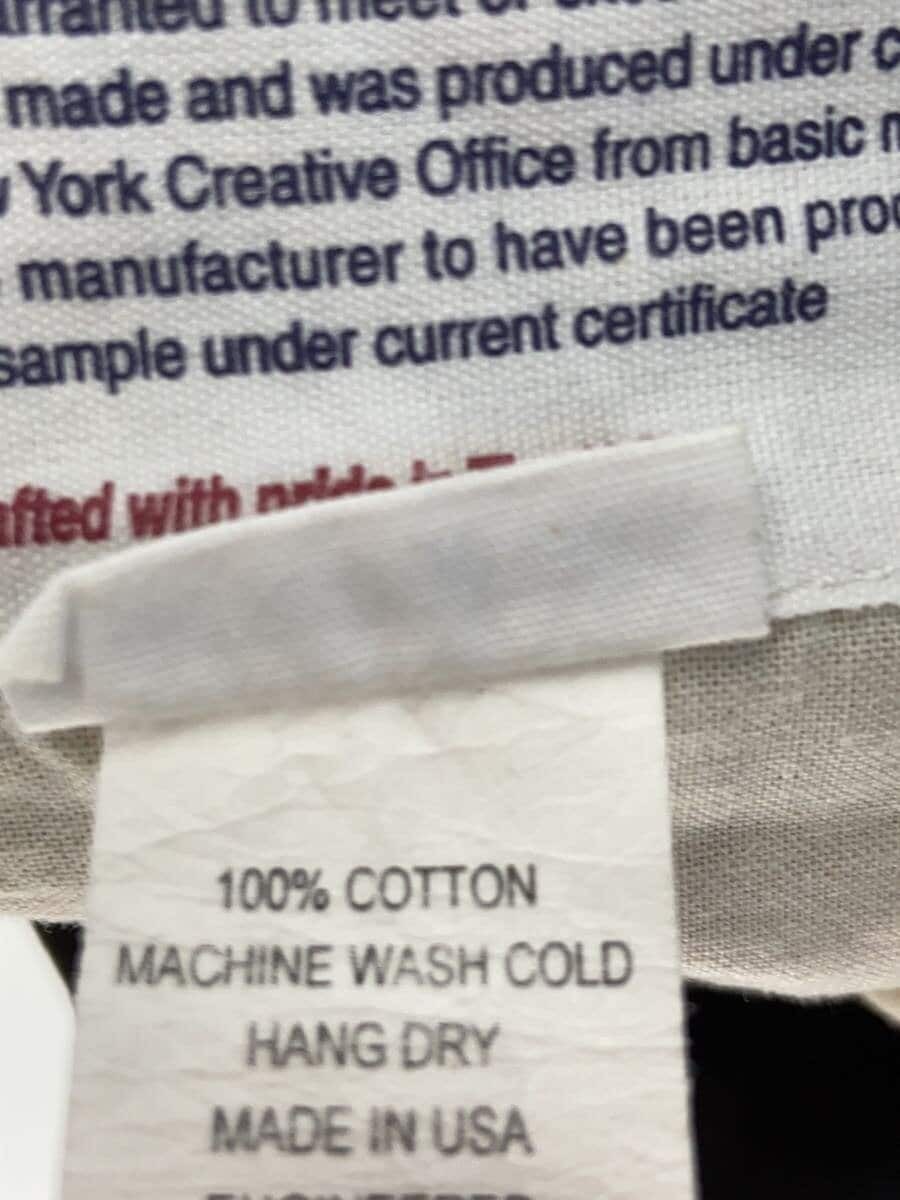 made and was produced under
York Creative Office from basic
manufacturer to have been
sample under current certificate
with
100% COTTON
MACHINE WASH COLD
HANG DRY
MADE IN USA